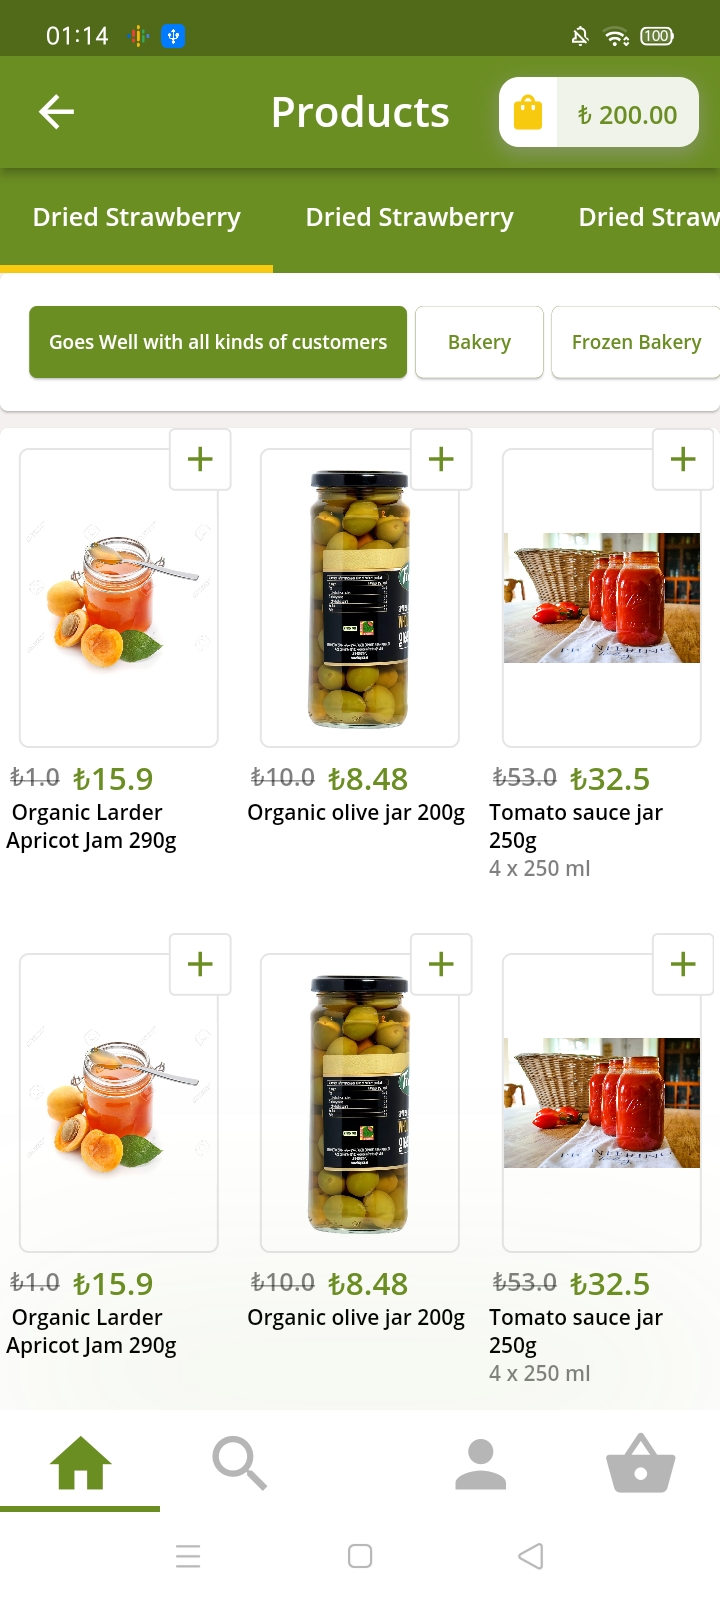 01:14
100
Products
₺ 200.00
Dried Strawberry
Dried Strawberry
Dried Straw
Goes Well with all kinds of customers
Bakery
Frozen Bakery
₺1.0 ₺15.9
Organic Larder
Apricot Jam 290g
₺10.0 ₺8.48
Organic olive jar 200g
₺53.0 ₺32.5
Tomato sauce jar
250g
4 x 250 ml
₺1.0 ₺15.9
Organic Larder
Apricot Jam 290g
₺10.0 ₺8.48
Organic olive jar 200g
₺53.0 ₺32.5
Tomato sauce jar
250g
4 x 250 ml